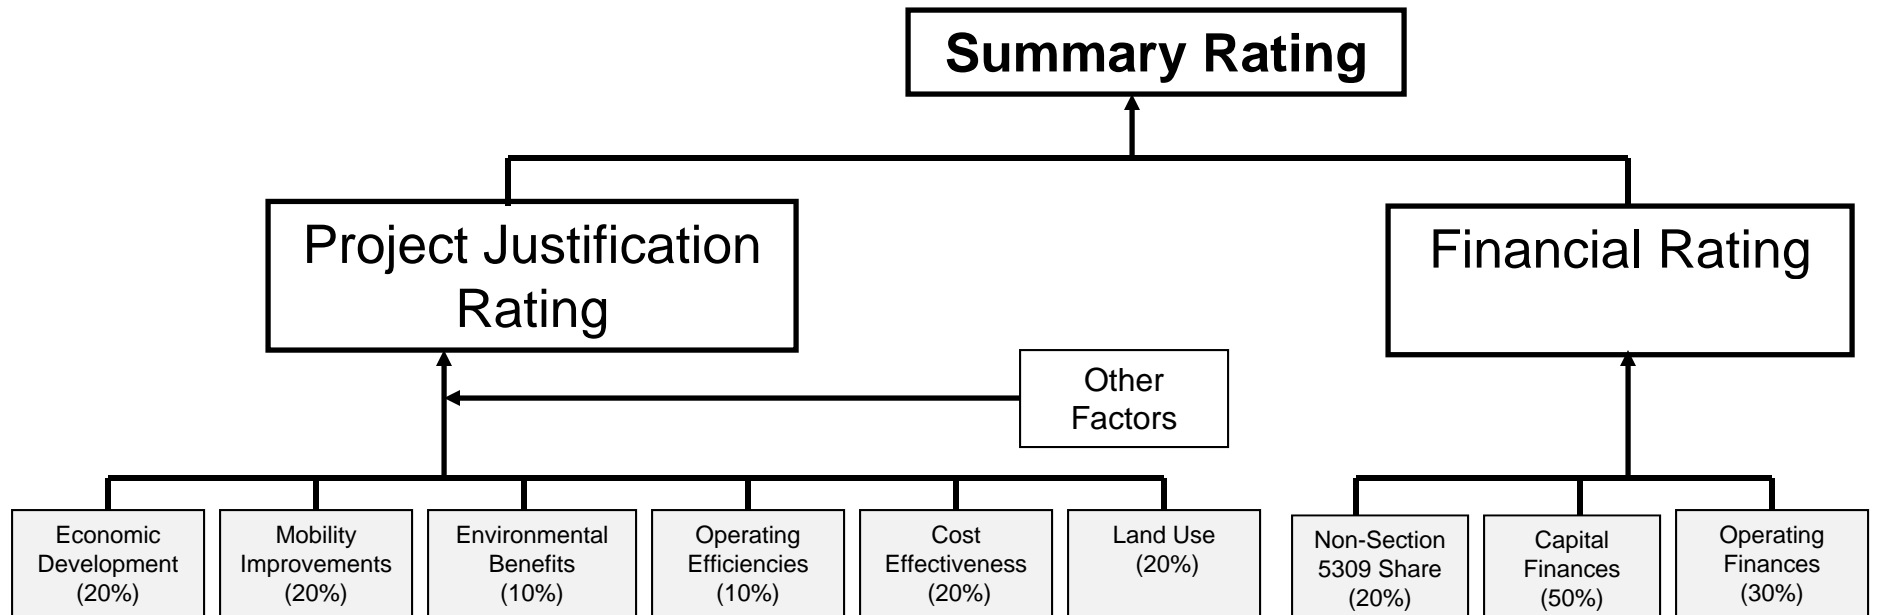 Summary Rating
Project Justification
Rating
Financial Rating
Other
Factors
Economic
Development
(20%)
Mobility
Improvements
(20%)
Environmental
Benefits
(10%)
Operating
Efficiencies
(10%)
Cost
Effectiveness
(20%)
Land Use
(20%)
Non-Section
5309 Share
(20%)
Capital
Finances
(50%)
Operating
Finances
(30%)